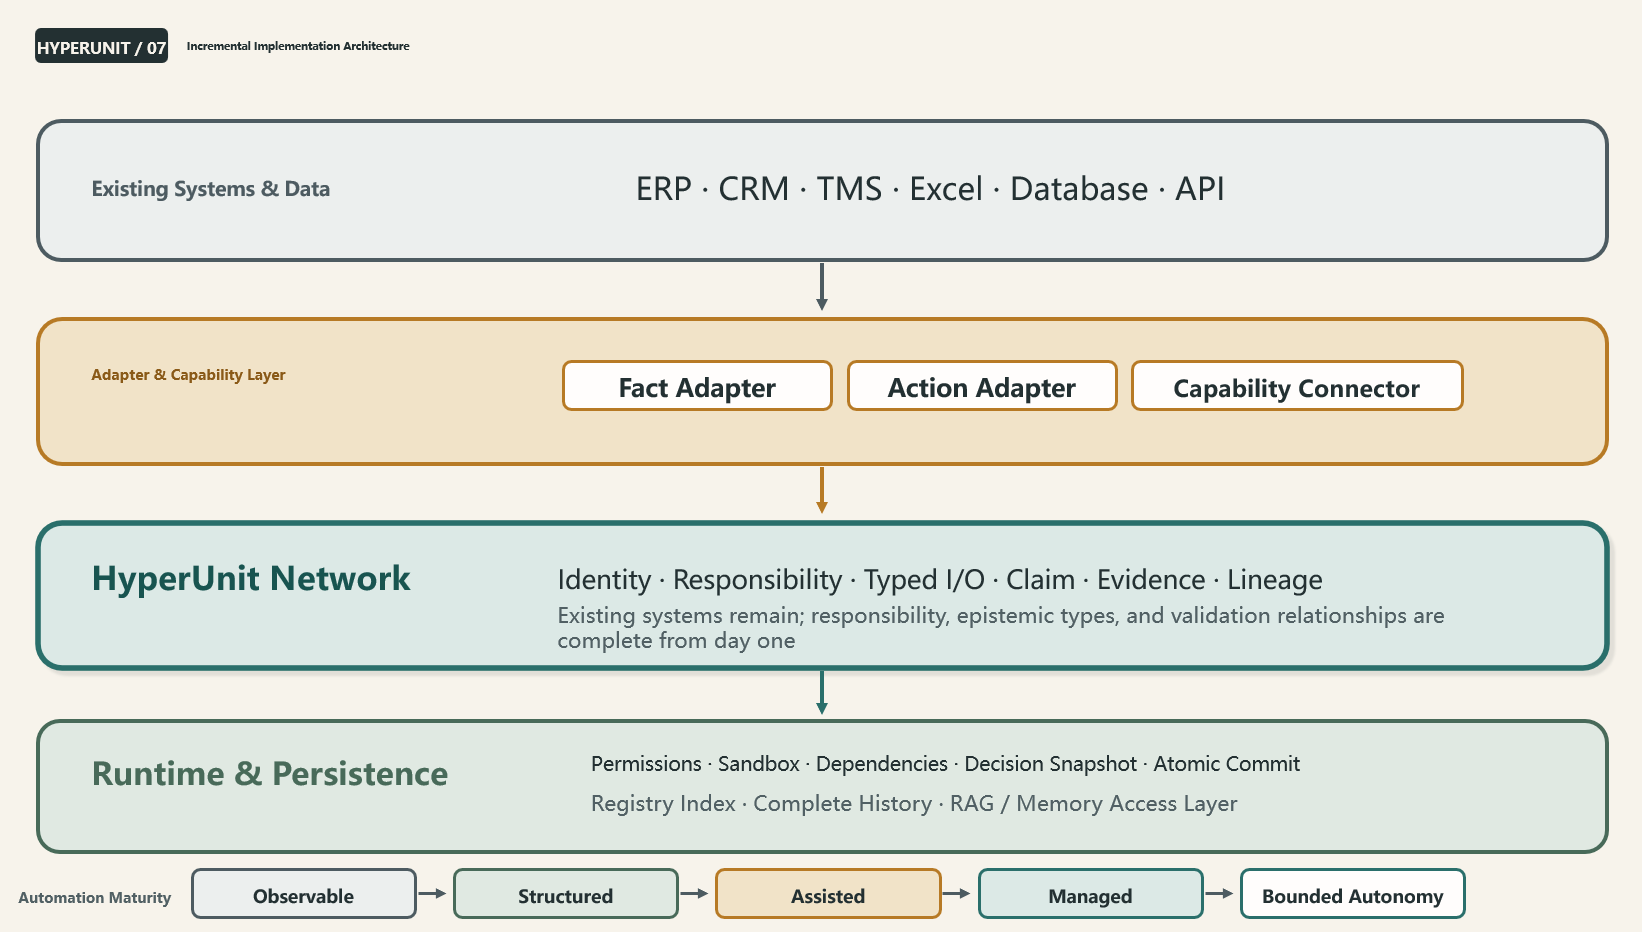 HYPERUNIT / 07
Incremental Implementation Architecture
Existing Systems & Data
ERP · CRM · TMS · Excel · Database · API
Adapter & Capability Layer
Fact Adapter
Action Adapter
Capability Connector
HyperUnit Network
Identity · Responsibility · Typed I/O · Claim · Evidence · Lineage
Existing systems remain; responsibility, epistemic types, and validation relationships are
complete from day one
Runtime & Persistence
Permissions · Sandbox · Dependencies · Decision Snapshot · Atomic Commit
Registry Index · Complete History · RAG / Memory Access Layer
Automation Maturity
Observable
Structured
Assisted
Managed
Bounded Autonomy